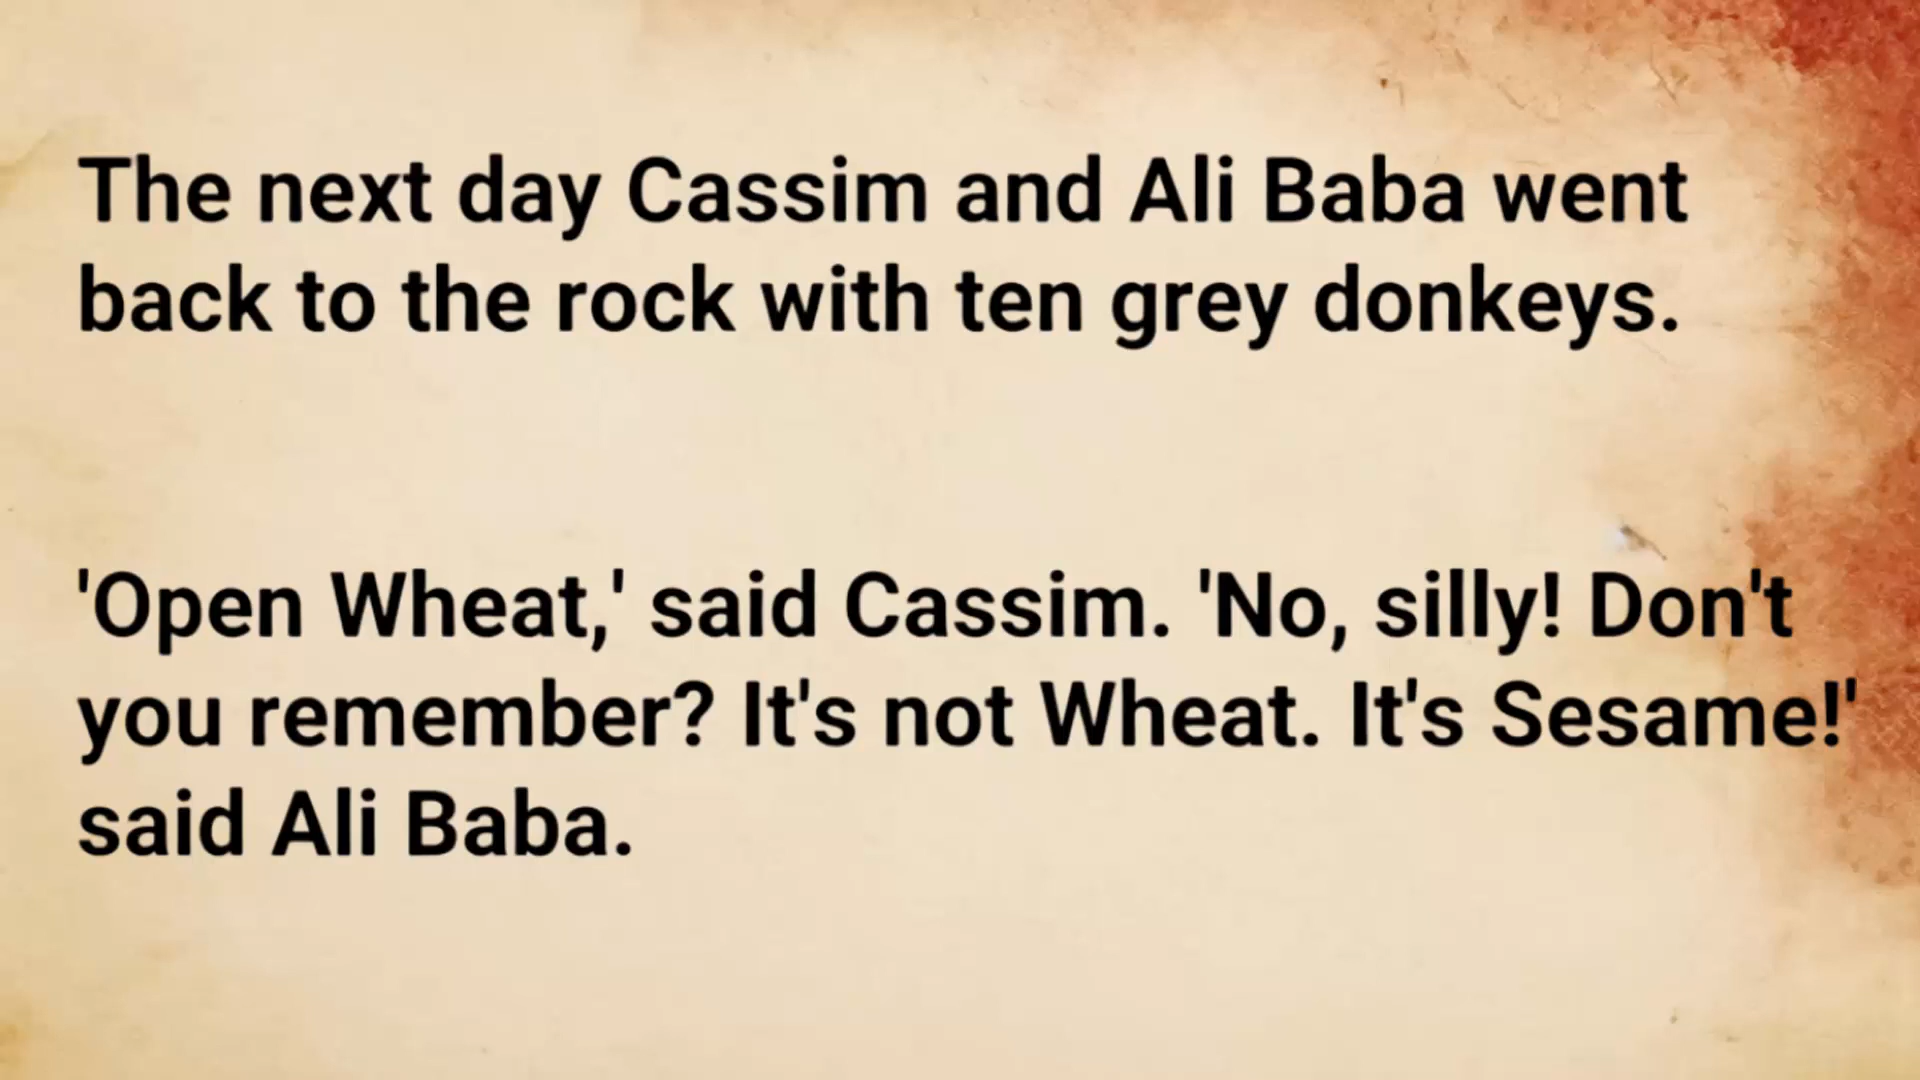 The next day Cassim and Ali Baba went
back to the rock with ten grey donkeys.
'Open Wheat,' said Cassim. 'No, silly! Don't
you remember? It's not Wheat. It's Sesame!'
said Ali Baba.